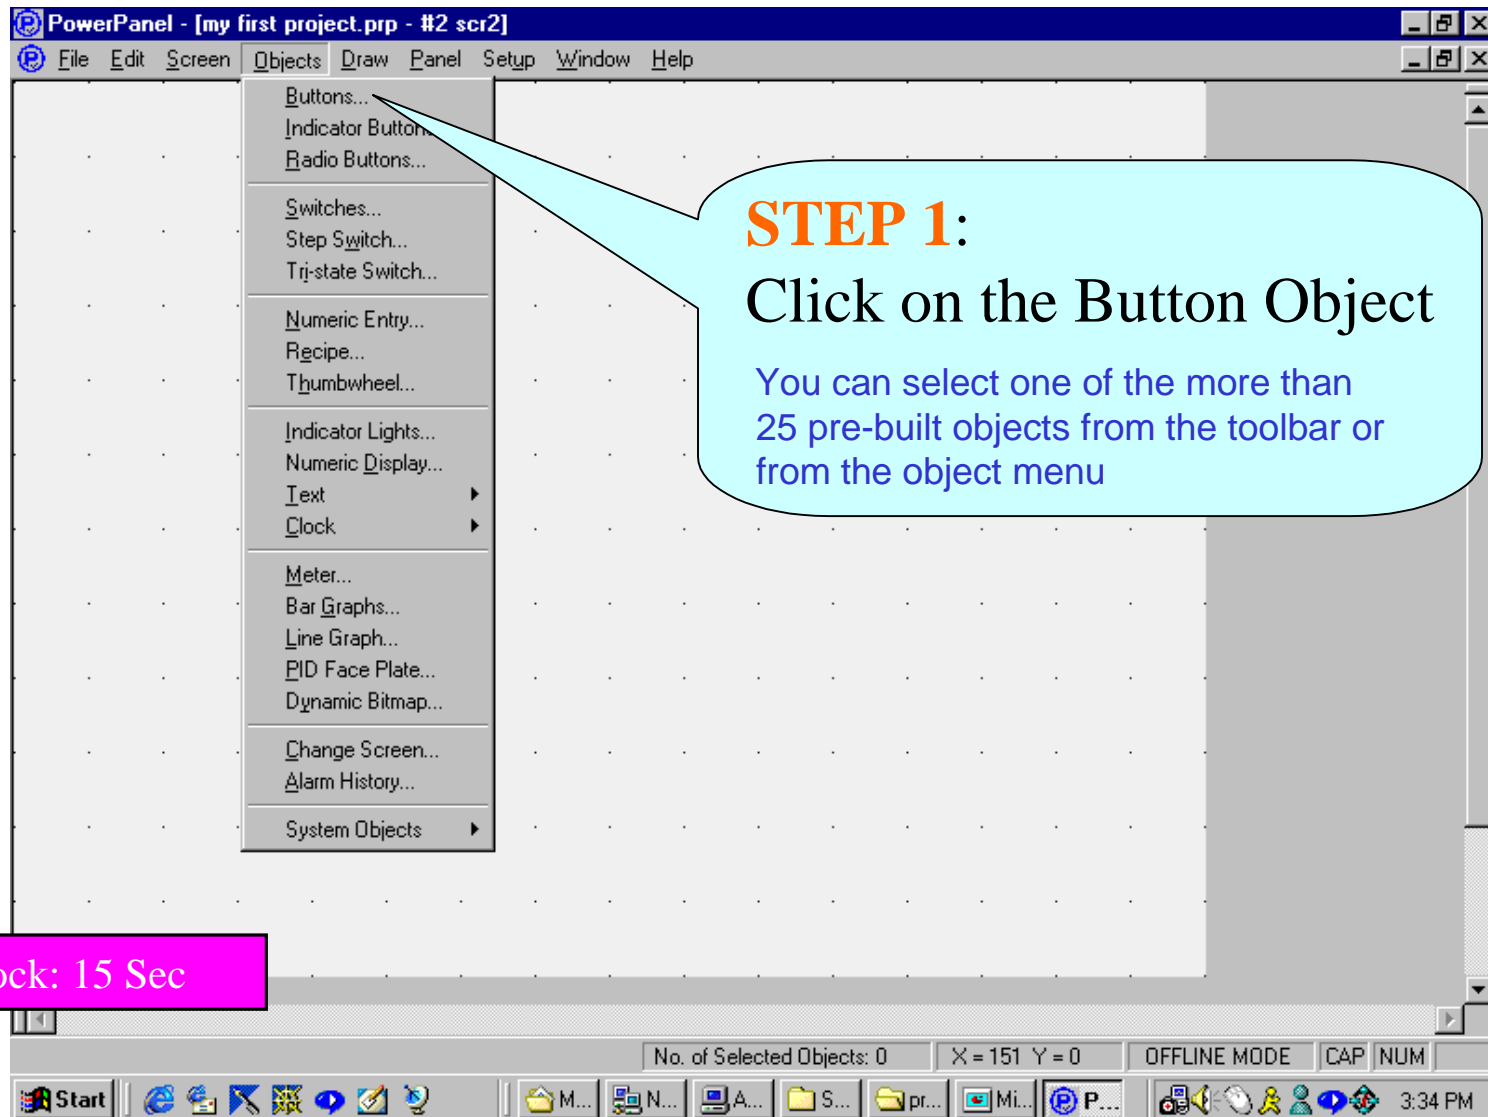 PowerPanel - [my first project.prp - #2 scr2]
File Edit Screen Objects Draw Panel Setup Window Help
Buttons...
Indicator Button
Radio Buttons...
Switches...
Step Switch...
Tri-state Switch...
Numeric Entry...
Recipe...
Thumbwheel...
Indicator Lights...
Numeric Display...
Text
Clock
Meter...
Bar Graphs...
Line Graph...
PID Face Plate...
Dynamic Bitmap...
Change Screen...
Alarm History...
System Objects
STEP 1:
Click on the Button Object
You can select one of the more than
25 pre-built objects from the toolbar or
from the object menu
ock: 15 Sec
No. of Selected Objects: 0 X = 151 Y = 0 OFFLINE MODE CAP NUM
Start M... N... A... S... pr... Mi... P... 3:34 PM